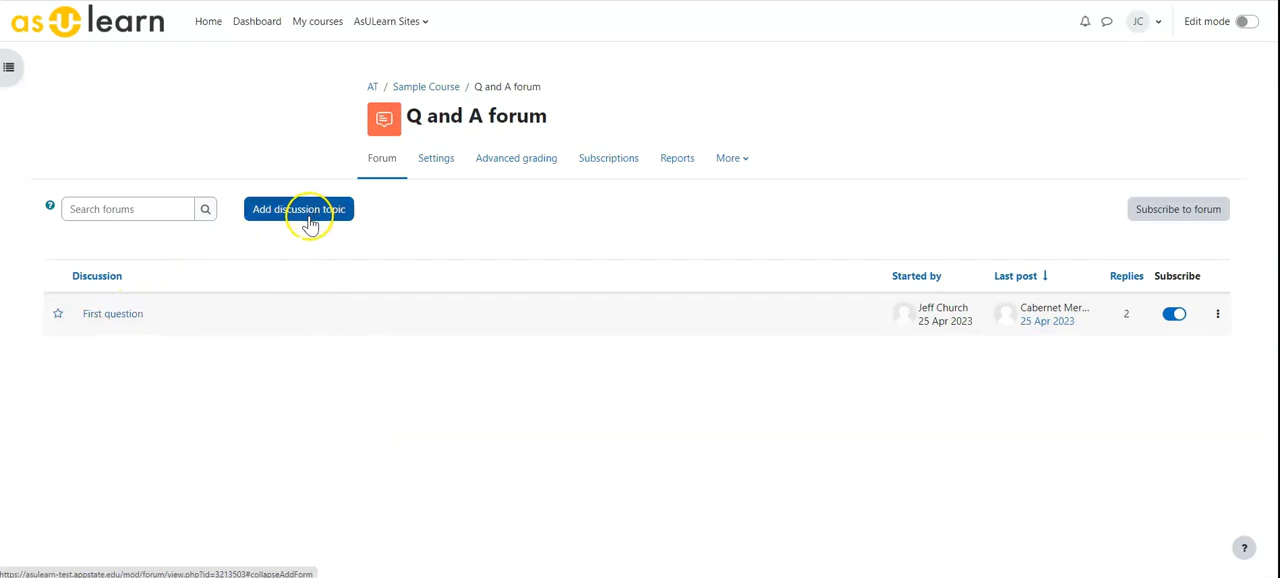 asULearn Home Dashboard My courses AsULearn Sites JC Edit mode
AT / Sample Course / Q and A forum
Q and A forum
Forum Settings Advanced grading Subscriptions Reports More
? Search forums Add discussion topic Subscribe to forum
Discussion Started by Last post ↓ Replies Subscribe
First question Jeff Church Cabernet Mer... 2
25 Apr 2023 25 Apr 2023
?
https://asulearn-test.appstate.edu/mod/forum/view.php?id=3213503#collapseAddForm